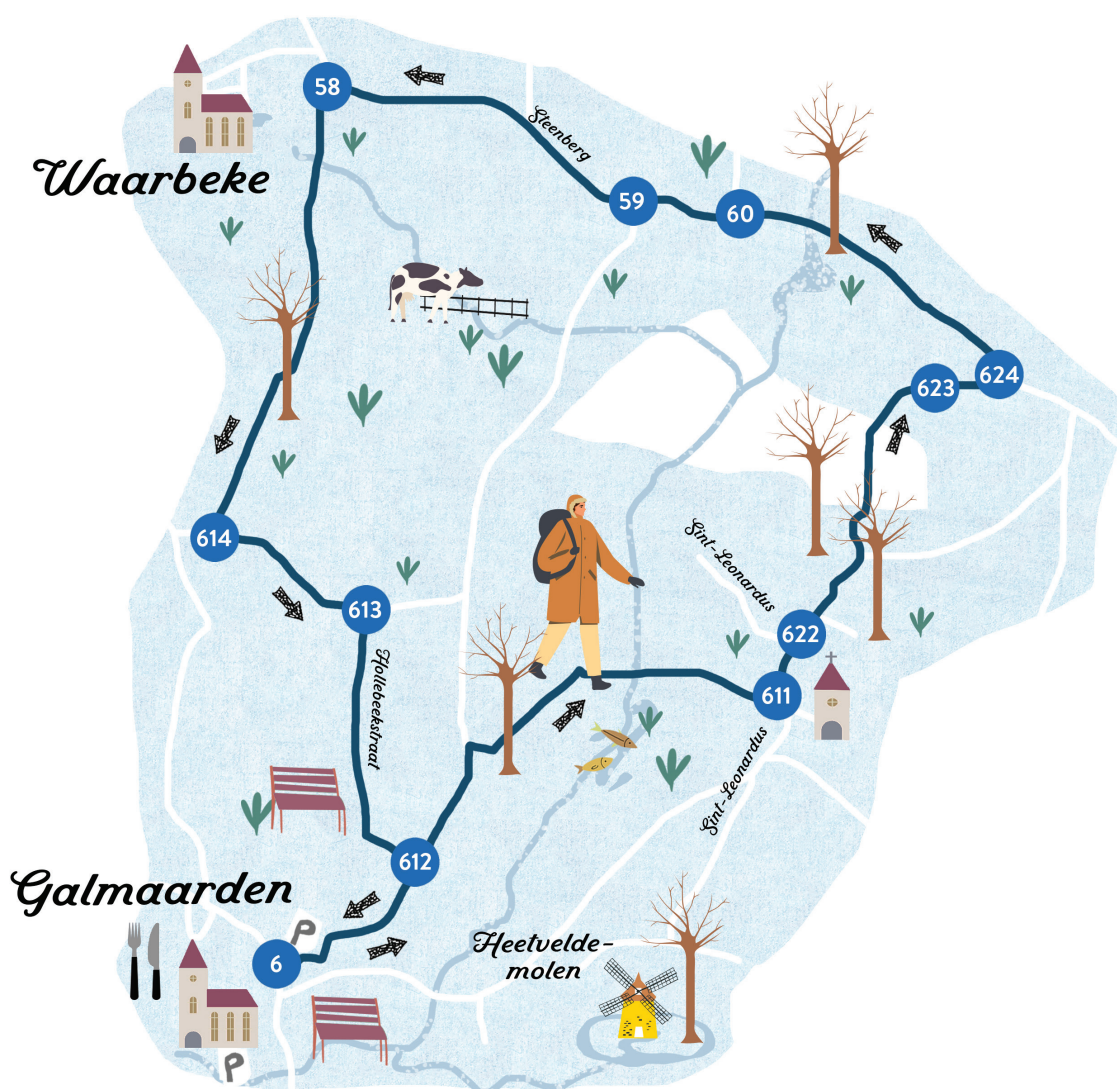 58
Steenberg
Waarbeke
59
60
624
623
614
Sint-Leonardus
613
622
611
Hollebeekstraat
Sint-Leonardus
612
Galmaarden
P
6
Heetvelde-
molen
P